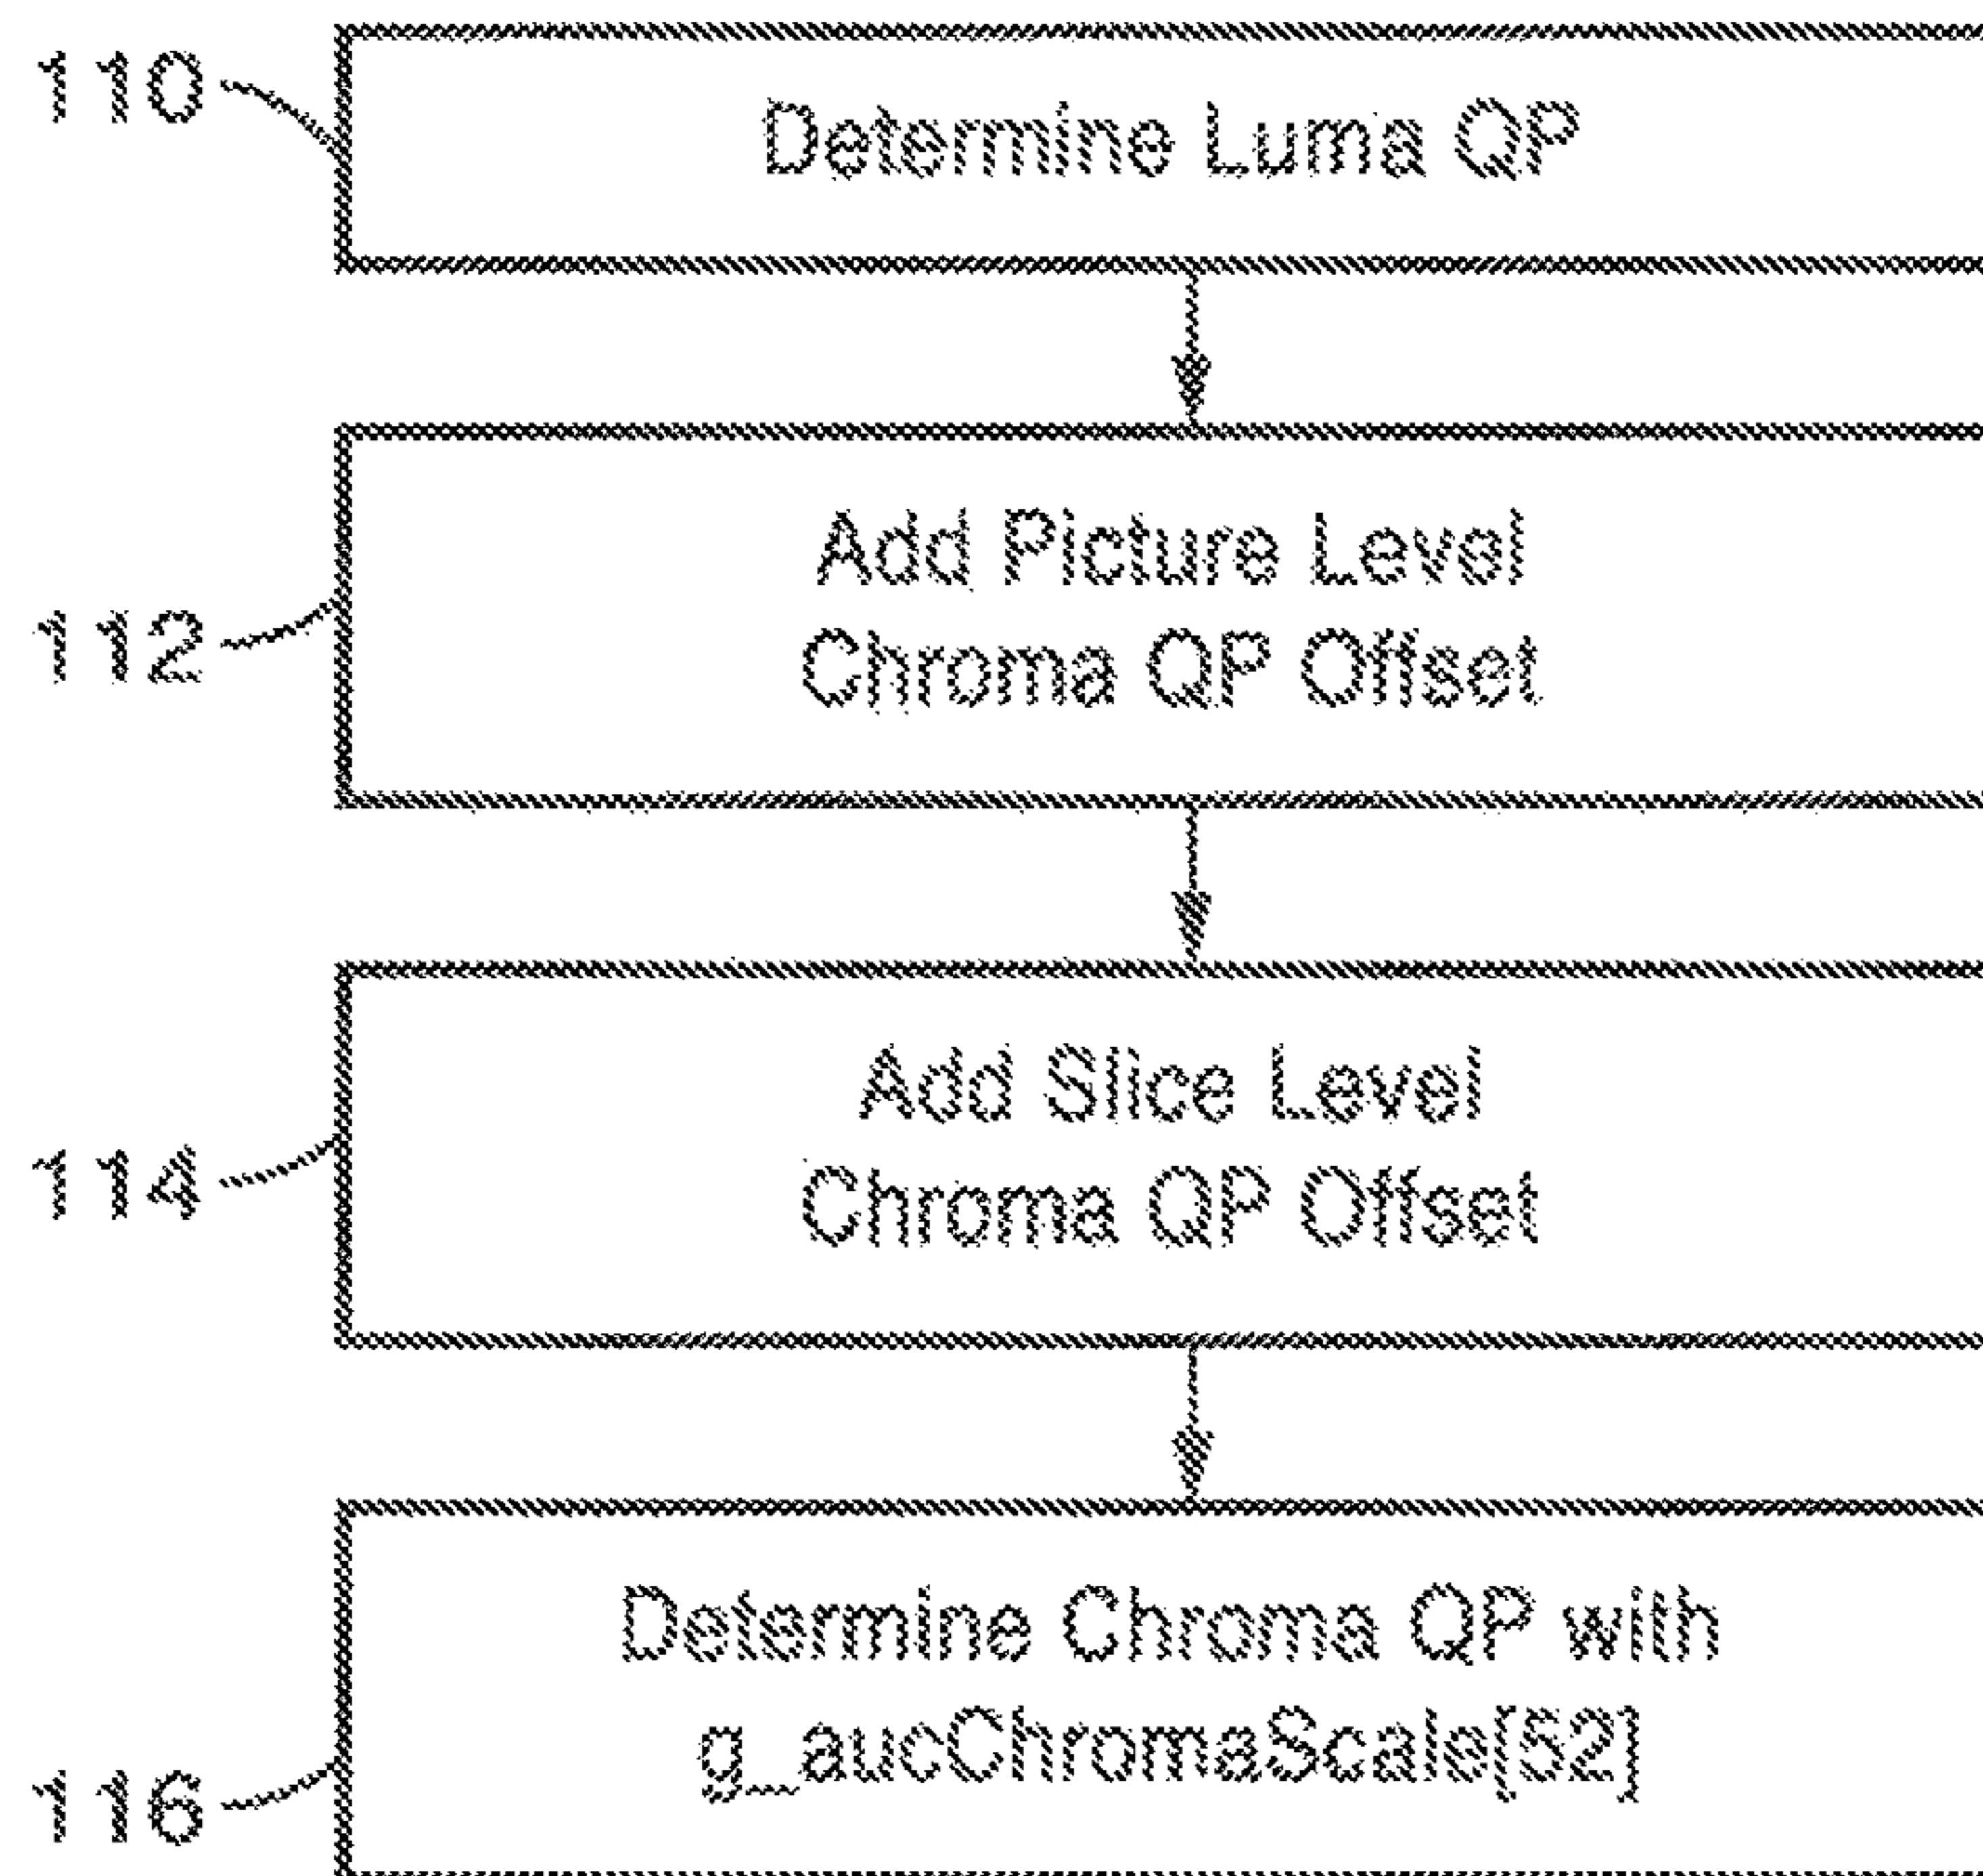 110
Determine Luma QP
112
Add Picture Level
Chroma QP Offset
114
Add Slice Level
Chroma QP Offset
116
Determine Chroma QP with
g_aucChromaScale[52]